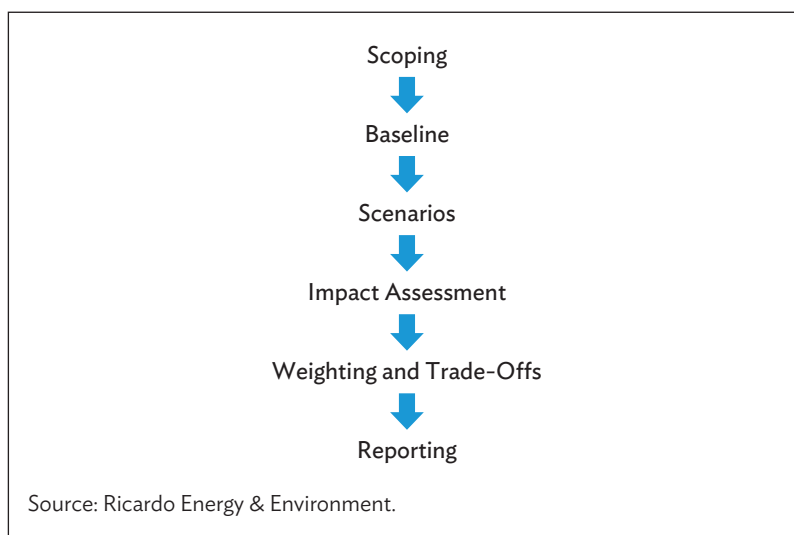 Scoping
Baseline
Scenarios
Impact Assessment
Weighting and Trade-Offs
Reporting
Source: Ricardo Energy & Environment.